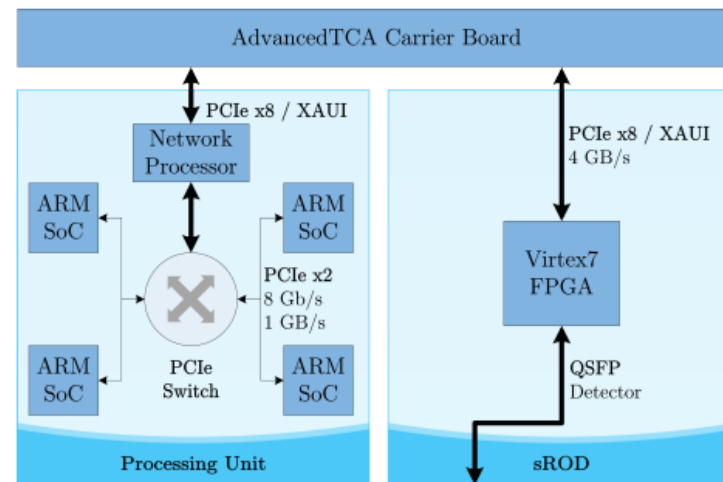 AdvancedTCA Carrier Board
PCIe x8 / XAUI
Network
Processor
ARM
SoC
ARM
SoC
PCIe x2
8 Gb/s
1 GB/s
ARM
SoC
ARM
SoC
PCIe
Switch
Processing Unit
PCIe x8 / XAUI
4 GB/s
Virtex7
FPGA
QSFP
Detector
sROD